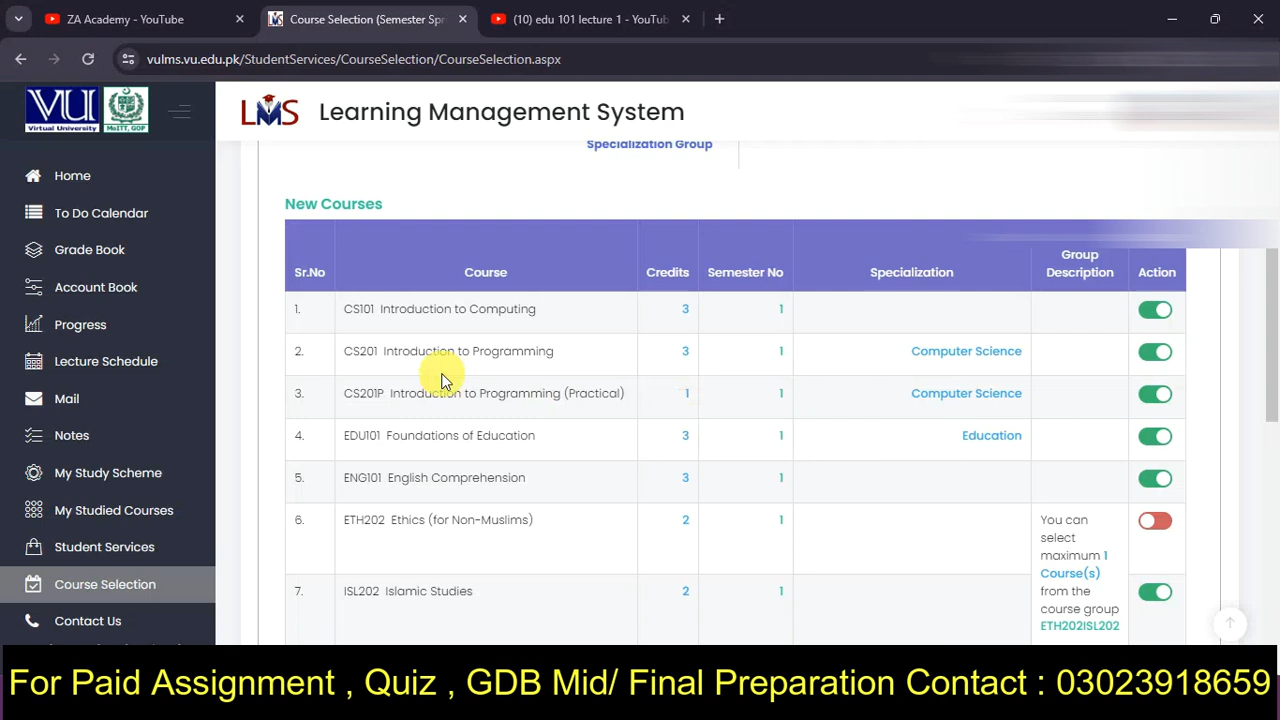 ZA Academy - YouTube
Course Selection (Semester Spr
(10) edu 101 lecture 1 - YouTub
vulms.vu.edu.pk/StudentServices/CourseSelection/CourseSelection.aspx
VU
Virtual University
MoITT, GOP
LMS
Learning Management System
Home
To Do Calendar
Grade Book
Account Book
Progress
Lecture Schedule
Mail
Notes
My Study Scheme
My Studied Courses
Student Services
Course Selection
Contact Us
Specialization Group
New Courses
Sr.No Course Credits Semester No Specialization Group Description Action
1. CS101 Introduction to Computing 3 1
2. CS201 Introduction to Programming 3 1 Computer Science
3. CS201P Introduction to Programming (Practical) 1 1 Computer Science
4. EDU101 Foundations of Education 3 1 Education
5. ENG101 English Comprehension 3 1
6. ETH202 Ethics (for Non-Muslims) 2 1
You can
select
maximum 1
Course(s)
from the
course group
ETH202ISL202
7. ISL202 Islamic Studies 2 1
For Paid Assignment , Quiz , GDB Mid/ Final Preparation Contact : 03023918659